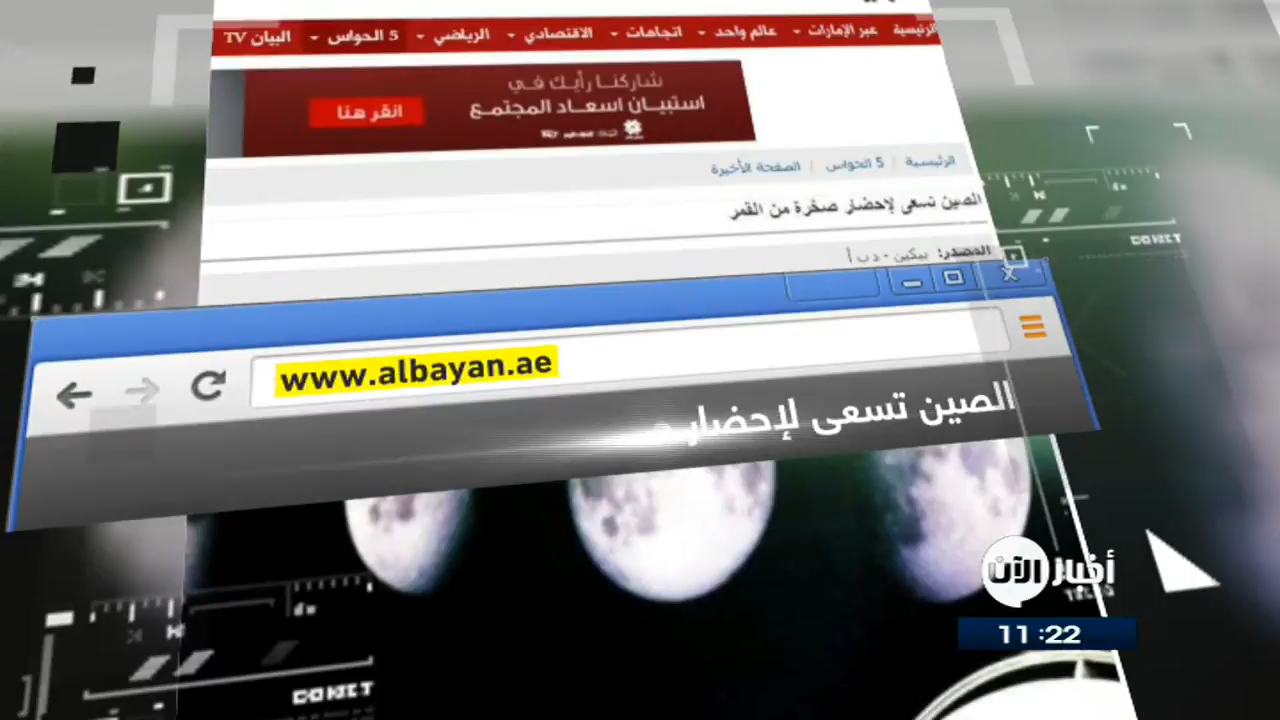 الرئيسية عبر الإمارات عالم واحد اتجاهات الاقتصادي الرياضي 5 الحواس البيان TV
شاركنا رأيك في
استبيان اسعاد المجتمع
انقر هنا
الرئيسية / 5 الحواس / الصفحة الأخيرة
الصين تسعى لإحضار صخرة من القمر
المصدر: بيكين - د ب أ
www.albayan.ae
الصين تسعى لإحضار
أخبار الآن
11:22